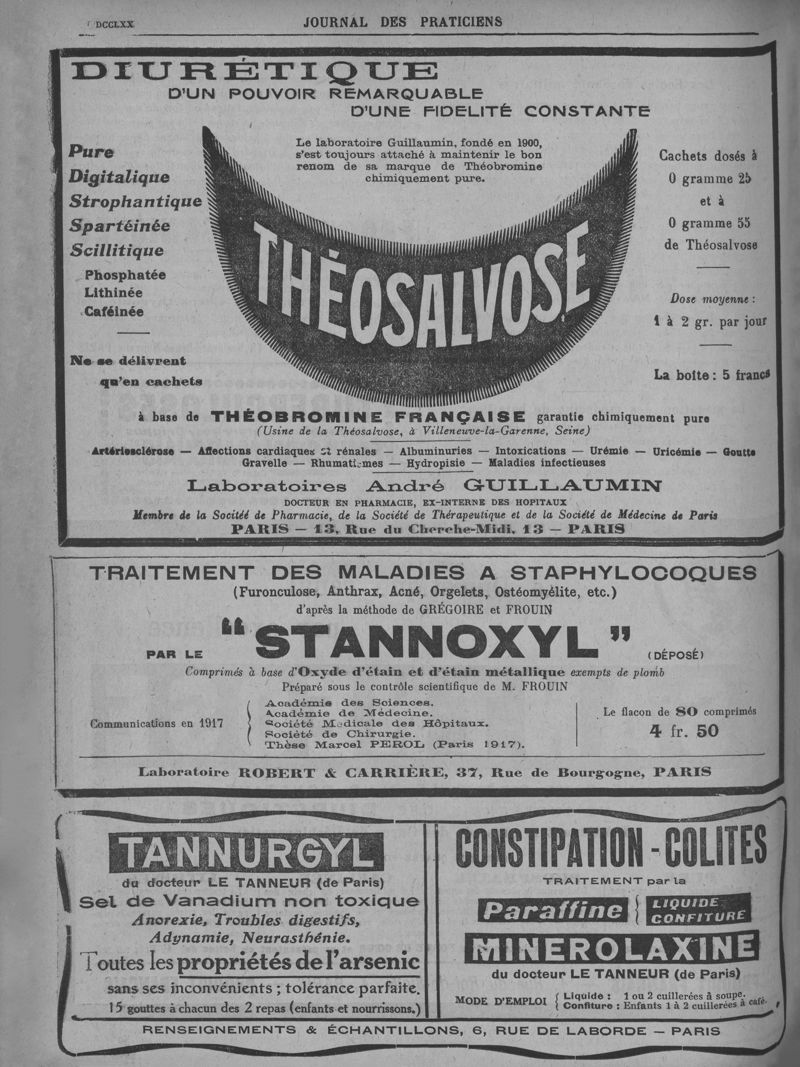 DCCLXX
JOURNAL DES PRATICIENS
DIURÉTIQUE
D'UN POUVOIR REMARQUABLE
D'UNE FIDELITÉ CONSTANTE
Le laboratoire Guillaumin, fondé en 1900,
s'est toujours attaché à maintenir le bon
renom de sa marque de Théobromine
chimiquement pure.
Pure
Digitalique
Strophantique
Spartéinée
Scillitique
Phosphatée
Lithinée
Caféinée
Ne se délivrent
qu'en cachets
THÉOSALVOSE
Cachets dosés à
0 gramme 25
et à
0 gramme 55
de Théosalvose
Dose moyenne :
1 à 2 gr. par jour
La boîte : 5 francs
à base de THÉOBROMINE FRANÇAISE garantie chimiquement pure
(Usine de la Théosalvose, à Villeneuve-la-Garenne, Seine)
Artériosclérose — Affections cardiaques et rénales — Albuminuries — Intoxications — Urémie — Uricémie — Goutte
Gravelle — Rhumatismes — Hydropisie — Maladies infectieuses
Laboratoires André GUILLAUMIN
DOCTEUR EN PHARMACIE, EX-INTERNE DES HOPITAUX
Membre de la Socitéé de Pharmacie, de la Société de Thérapeutique et de la Société de Médecine de Paris
PARIS — 13, Rue du Cherche-Midi, 13 — PARIS
TRAITEMENT DES MALADIES A STAPHYLOCOQUES
(Furonculose, Anthrax, Acné, Orgelets, Ostéomyélite, etc.)
d'après la méthode de GRÉGOIRE et FROUIN
PAR LE "STANNOXYL" (DÉPOSÉ)
Comprimés à base d'Oxyde d'étain et d'étain métallique exempts de plomb
Préparé sous le contrôle scientifique de M. FROUIN
Communications en 1917
Académie des Sciences.
Académie de Médecine.
Société Medicale des Hôpitaux.
Société de Chirurgie.
Thèse Marcel PEROL (Paris 1917).
Le flacon de 80 comprimés
4 fr. 50
Laboratoire ROBERT & CARRIÈRE, 37, Rue de Bourgogne, PARIS
TANNURGYL
du docteur LE TANNEUR (de Paris)
Sel de Vanadium non toxique
Anorexie, Troubles digestifs,
Adynamie, Neurasthénie.
Toutes les propriétés de l'arsenic
sans ses inconvénients ; tolérance parfaite.
15 gouttes à chacun des 2 repas (enfants et nourrissons.)
CONSTIPATION - COLITES
TRAITEMENT par la
Paraffine LIQUIDE
CONFITURE
MINEROLAXINE
du docteur LE TANNEUR (de Paris)
MODE D'EMPLOI
Liquide : 1 ou 2 cuillerées à soupe.
Confiture : Enfants 1 à 2 cuillerées à café.
RENSEIGNEMENTS & ÉCHANTILLONS, 6, RUE DE LABORDE — PARIS